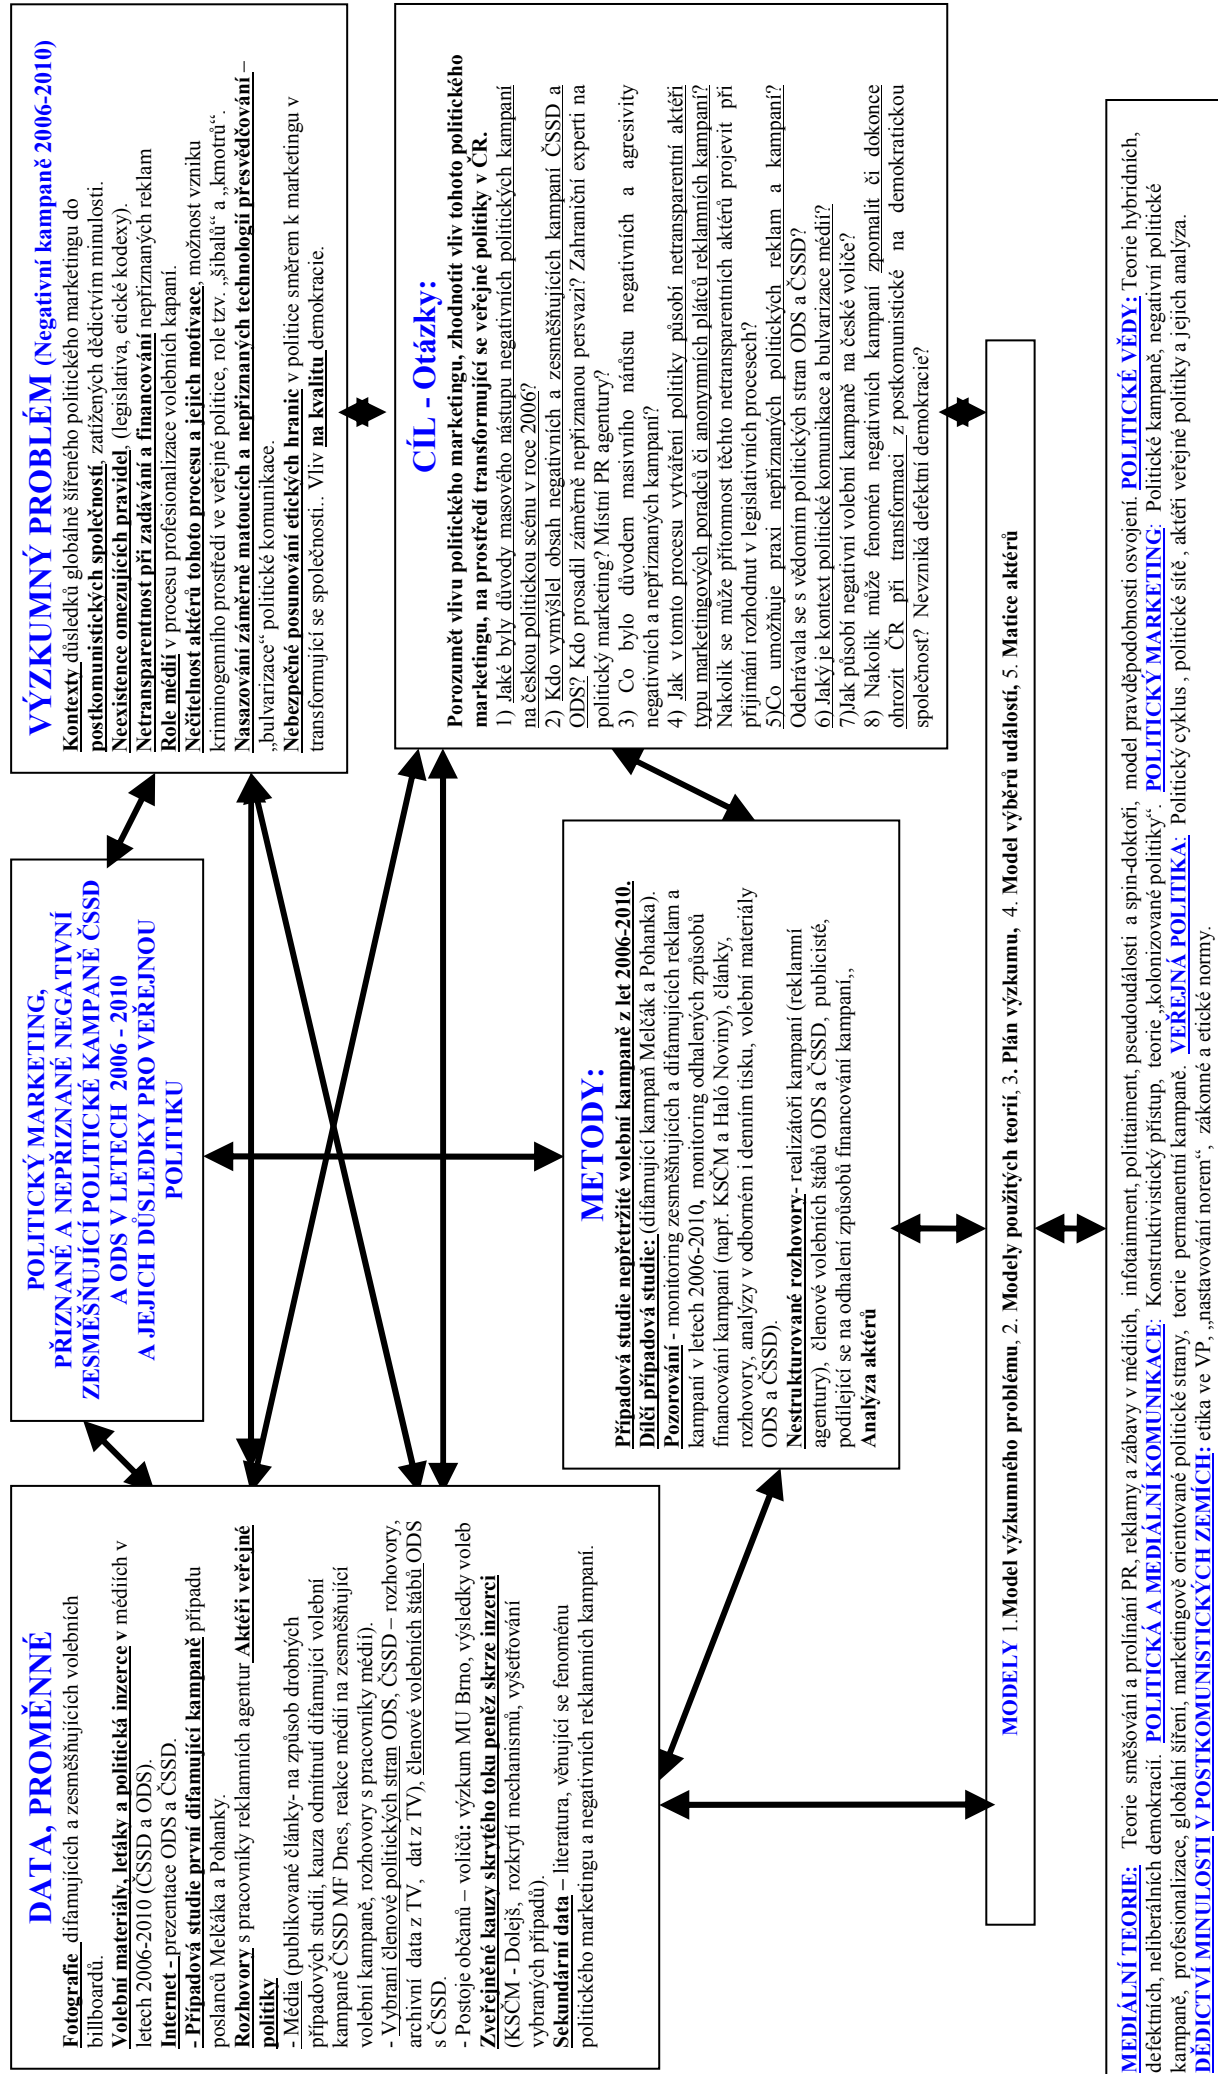 DATA, PROMĚNNÉ
Fotografie difamujících a zesměšňujících volebních
billboardů.
Volební materiály, letáky a politická inzerce v médiích v
letech 2006-2010 (ČSSD a ODS).
Internet - prezentace ODS a ČSSD.
- Případová studie první difamující kampaně případu
poslanců Melčáka a Pohanky.
Rozhovory s pracovníky reklamních agentur Aktéři veřejné
politiky
- Média (publikované články- na způsob drobných
případových studií, kauza odmítnutí difamující volební
kampaně ČSSD MF Dnes, reakce médií na zesměšňující
volební kampaně, rozhovory s pracovníky médií).
- Vybraní členové politických stran ODS, ČSSD – rozhovory,
archivní data z TV, dat z TV), členové volebních štábů ODS
s ČSSD.
- Postoje občanů – voličů: výzkum MU Brno, výsledky voleb
Zveřejněné kauzy skrytého toku peněz skrze inzerci
(KSČM - Dolejš, rozkrytí mechanismů, vyšetřování
vybraných případů).
Sekundární data – literatura, věnující se fenoménu
politického marketingu a negativních reklamních kampaní.
POLITICKÝ MARKETING,
PŘIZNANÉ A NEPŘIZNANÉ NEGATIVNÍ
ZESMĚŠŇUJÍCÍ POLITICKÉ KAMPANĚ ČSSD
A ODS V LETECH 2006 - 2010
A JEJICH DŮSLEDKY PRO VEŘEJNOU
POLITIKU
VÝZKUMNÝ PROBLÉM (Negativní kampaně 2006-2010)
Kontexty důsledků globálně šířeného politického marketingu do
postkomunistických společností, zatížených dědictvím minulosti.
Neexistence omezujících pravidel, (legislativa, etické kodexy).
Netransparentnost při zadávání a financování nepřiznaných reklam
Role médií v procesu profesionalizace volebních kapaní.
Nečitelnost aktérů tohoto procesu a jejich motivace, možnost vzniku
kriminogenního prostředí ve veřejné politice, role tzv. „šibalů“ a „kmotrů“.
Nasazování záměrně matoucích a nepřiznaných technologií přesvědčování –
„bulvarizace“ politické komunikace.
Nebezpečné posunování etických hranic v politice směrem k marketingu v
transformující se společnosti.. Vliv na kvalitu demokracie.
METODY:
Případová studie nepřetržité volební kampaně z let 2006-2010.
Dílčí případová studie: (difamující kampaň Melčák a Pohanka).
Pozorování - monitoring zesměšňujících a difamujících reklam a
kampaní v letech 2006-2010, monitoring odhalených způsobů
financování kampaní (např. KSČM a Haló Noviny), články,
rozhovory, analýzy v odborném i denním tisku, volební materiály
ODS a ČSSD).
Nestrukturované rozhovory- realizátoři kampaní (reklamní
agentury), členové volebních štábů ODS a ČSSD, publicisté,
podílející se na odhalení způsobů financování kampaní,,
Analýza aktérů
CÍL - Otázky:
Porozumět vlivu politického marketingu, zhodnotit vliv tohoto politického
marketingu, na prostředí transformující se veřejné politiky v ČR.
1) Jaké byly důvody masového nástupu negativních politických kampaní
na českou politickou scénu v roce 2006?
2) Kdo vymýšlel obsah negativních a zesměšňujících kampaní ČSSD a
ODS? Kdo prosadil záměrně nepřiznanou persvazi? Zahraniční experti na
politický marketing? Místní PR agentury?
3) Co bylo důvodem masivního nárůstu negativních a agresivity
negativních a nepřiznaných kampaní?
4) Jak v tomto procesu vytváření politiky působí netransparentní aktéři
typu marketingových poradců či anonymních plátců reklamních kampaní?
Nakolik se může přítomnost těchto netransparentních aktérů projevit při
přijímání rozhodnut v legislativních procesech?
5)Co umožňuje praxi nepřiznaných politických reklam a kampaní?
Odehrávala se s vědomím politických stran ODS a ČSSD?
6) Jaký je kontext politické komunikace a bulvarizace médií?
7)Jak působí negativní volební kampaně na české voliče?
8) Nakolik může fenomén negativních kampaní zpomalit či dokonce
ohrozit ČR při transformaci z postkomunistické na demokratickou
společnost? Nevzniká defektní demokracie?
MODELY 1.Model výzkumného problému, 2. Modely použitých teorií, 3. Plán výzkumu, 4. Model výběrů událostí, 5. Matice aktérů
MEDIÁLNÍ TEORIE: Teorie směšování a prolínání PR, reklamy a zábavy v médiích, infotainment, polittaiment, pseudoudálosti a spin-doktoři, model pravděpodobnosti osvojení. POLITICKÉ VĚDY: Teorie hybridních,
defektních, neliberálních demokracií. POLITICKÁ A MEDIÁLNÍ KOMUNIKACE: Konstruktivistický přístup, teorie „kolonizované politiky“. POLITICKÝ MARKETING: Politické kampaně, negativní politické
kampaně, profesionalizace, globální šíření, marketingově orientované politické strany, teorie permanentní kampaně. VEŘEJNÁ POLITIKA: Politický cyklus , politické sítě , aktéři veřejné politiky a jejich analýza.
DĚDICTVÍ MINULOSTI V POSTKOMUNISTICKÝCH ZEMÍCH: etika ve VP, „nastavování norem“, zákonné a etické normy.